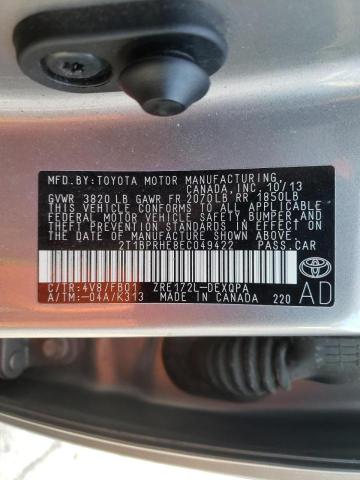 MFD.BY:TOYOTA MOTOR MANUFACTURING
CANADA, INC. 10/13
GVWR 3820 LB GAWR FR 2070LB RR 1850LB
THIS VEHICLE CONFORMS TO ALL APPLICABLE
FEDERAL MOTOR VEHICLE SAFETY, BUMPER, AND
THEFT PREVENTION STANDARDS IN
EFFECT ON THE DATE OF MANUFACTURE
SHOWN ABOVE.
2T1BPRHE8EC049422 PASS.CAR
C/TR:4V8/FB01 ZRE172L-DEXQPA
A/TM:-04A/K313 MADE IN CANADA 220
AD
TOYOTA